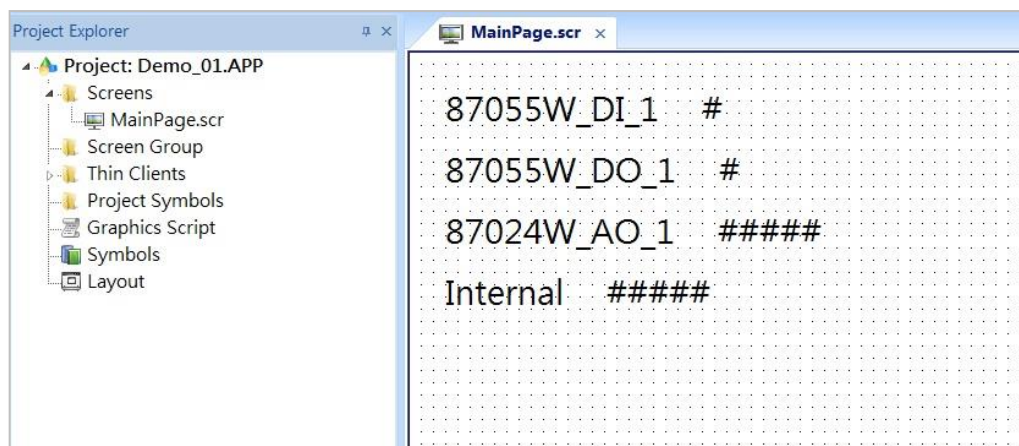 Project Explorer
Project: Demo_01.APP
Screens
MainPage.scr
Screen Group
Thin Clients
Project Symbols
Graphics Script
Symbols
Layout
MainPage.scr
87055W_DI_1 #
87055W_DO_1 #
87024W_AO_1 #####
Internal #####